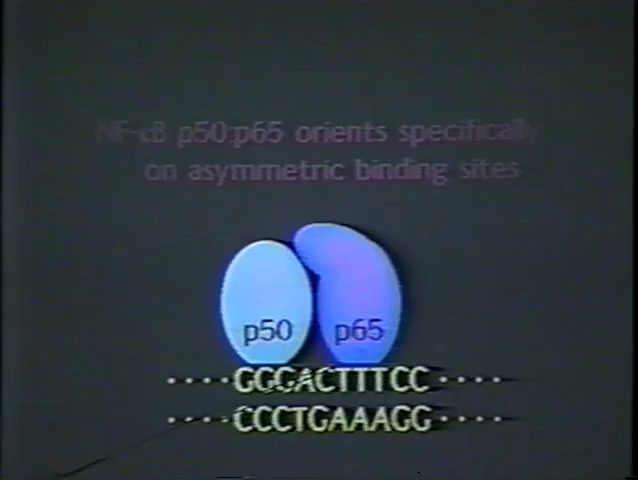 NF-κB p50:p65 orients specifically
on asymmetric binding sites
p50 p65
....GGGACTTTCC....
....CCCTGAAAGG....